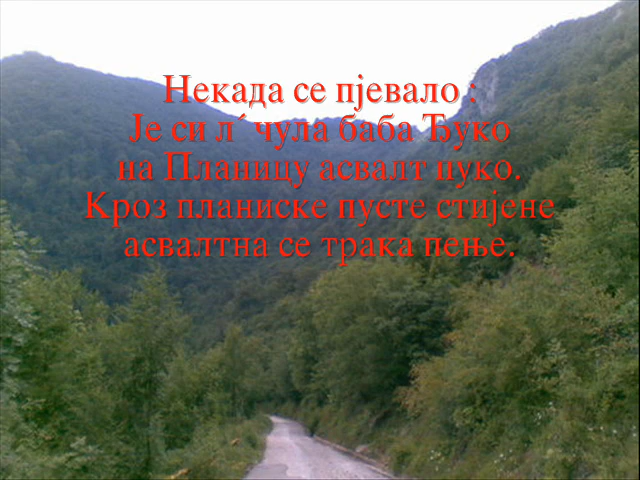 Некада се пјевало :
Је си л´ чула баба Ђуко
на Планицу асвалт пуко.
Кроз планиске пусте стијене
асвалтна се трака пење.